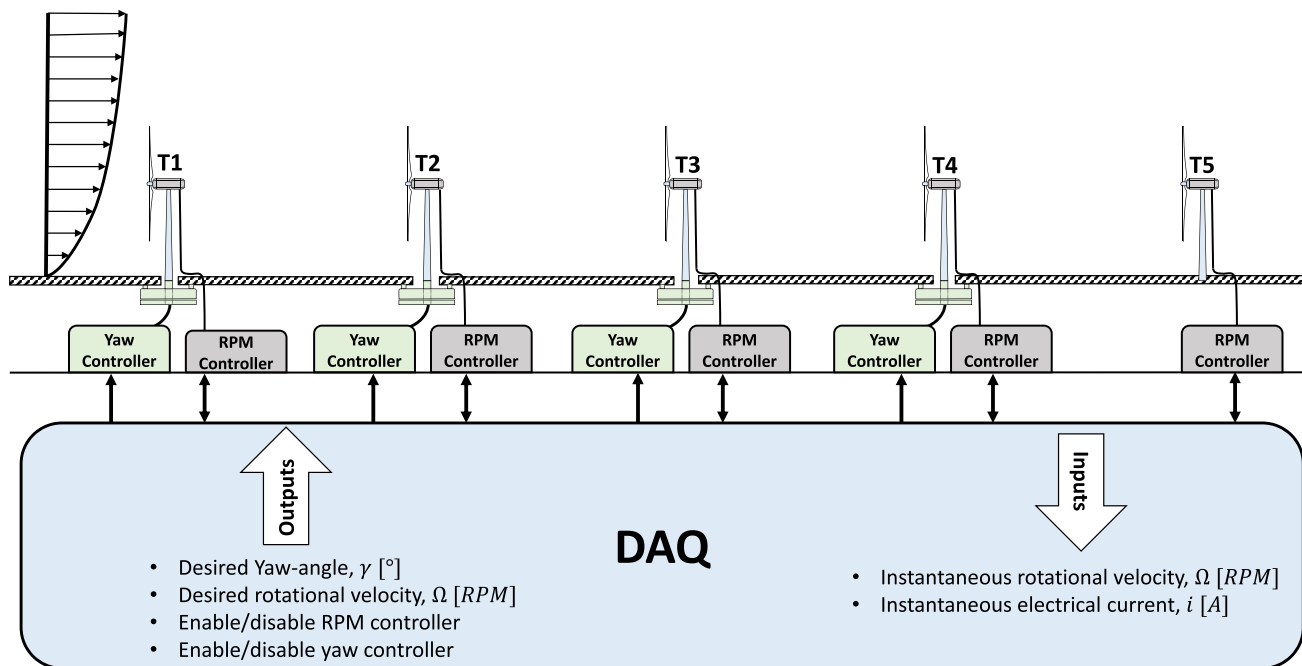 T1
T2
T3
T4
T5
Yaw
Controller
RPM
Controller
Yaw
Controller
RPM
Controller
Yaw
Controller
RPM
Controller
Yaw
Controller
RPM
Controller
RPM
Controller
Outputs
Inputs
DAQ
• Desired Yaw-angle, γ [°]
• Desired rotational velocity, Ω [RPM]
• Enable/disable RPM controller
• Enable/disable yaw controller
• Instantaneous rotational velocity, Ω [RPM]
• Instantaneous electrical current, i [A]